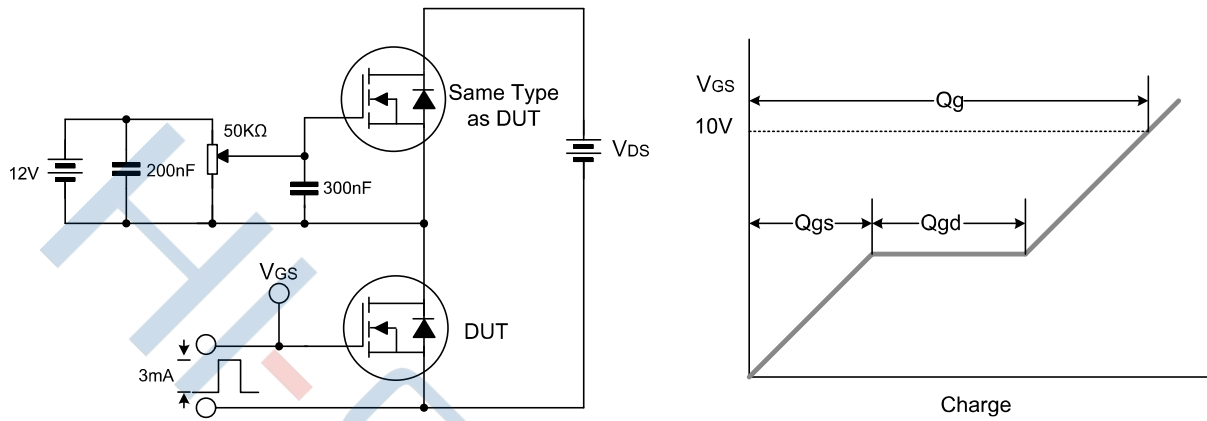 Same Type
as DUT
50KΩ
12V
200nF
300nF
VDS
VGS
DUT
3mA
VGS
10V
Qg
Qgs
Qgd
Charge